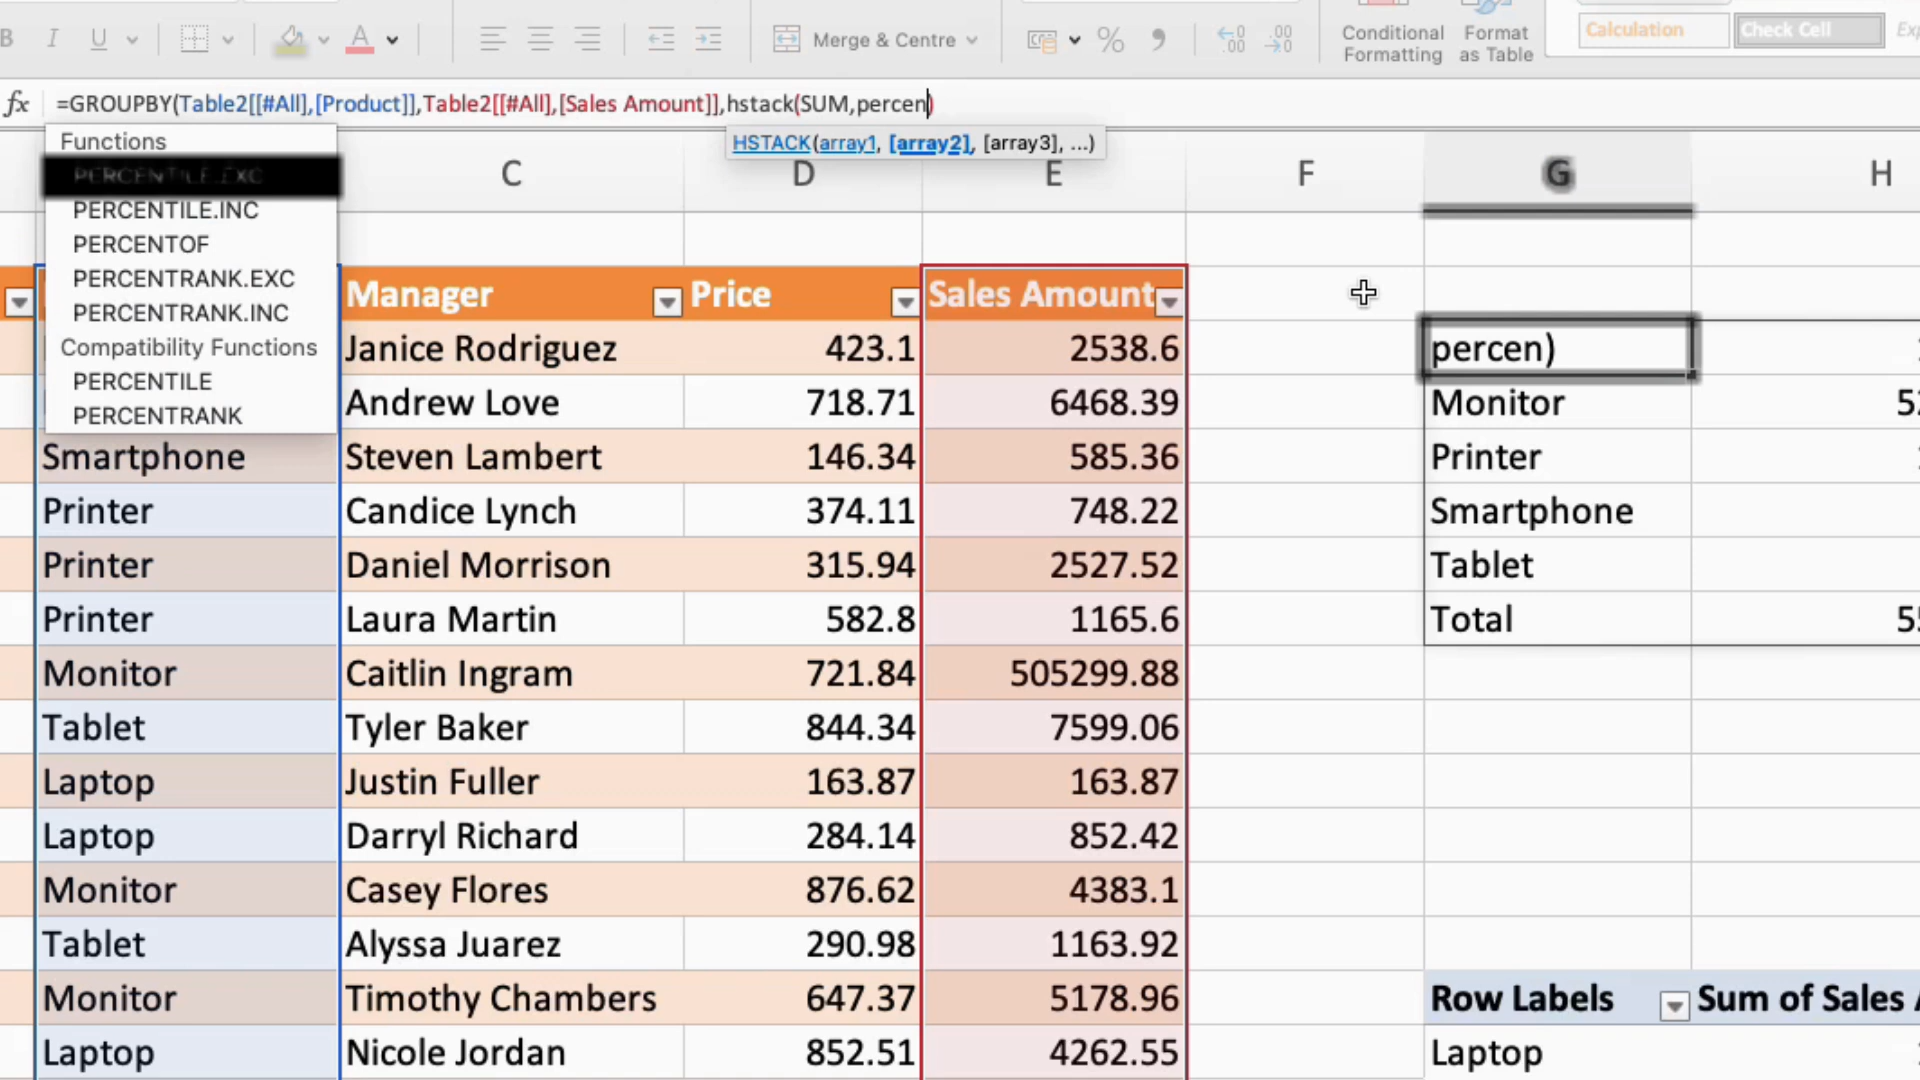 B I U Merge & Centre % Conditional Formatting Format as Table Calculation Check Cell
fx =GROUPBY(Table2[[#All],[Product]],Table2[[#All],[Sales Amount]],hstack(SUM,percen)
HSTACK(array1, [array2], [array3], ...)
Functions
PERCENTILE.EXC
PERCENTILE.INC
PERCENTOF
PERCENTRANK.EXC
PERCENTRANK.INC
Compatibility Functions
PERCENTILE
PERCENTRANK
C D E F G H
Manager Price Sales Amount
Janice Rodriguez 423.1 2538.6 percen)
Andrew Love 718.71 6468.39 Monitor
Smartphone Steven Lambert 146.34 585.36 Printer
Printer Candice Lynch 374.11 748.22 Smartphone
Printer Daniel Morrison 315.94 2527.52 Tablet
Printer Laura Martin 582.8 1165.6 Total
Monitor Caitlin Ingram 721.84 505299.88
Tablet Tyler Baker 844.34 7599.06
Laptop Justin Fuller 163.87 163.87
Laptop Darryl Richard 284.14 852.42
Monitor Casey Flores 876.62 4383.1
Tablet Alyssa Juarez 290.98 1163.92
Monitor Timothy Chambers 647.37 5178.96 Row Labels Sum of Sales
Laptop Nicole Jordan 852.51 4262.55 Laptop